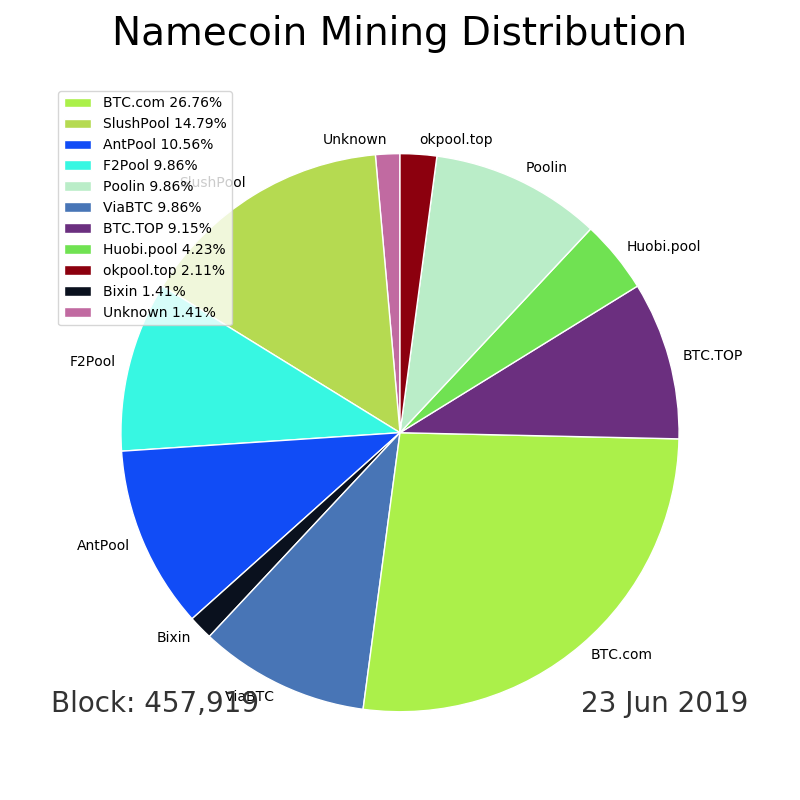 Namecoin Mining Distribution
BTC.com 26.76%
SlushPool 14.79%
AntPool 10.56%
F2Pool 9.86%
Poolin 9.86%
ViaBTC 9.86%
BTC.TOP 9.15%
Huobi.pool 4.23%
okpool.top 2.11%
Bixin 1.41%
Unknown 1.41%
Unknown
okpool.top
Poolin
SlushPool
Huobi.pool
BTC.TOP
F2Pool
AntPool
Bixin
BTC.com
ViaBTC
Block: 457,919
23 Jun 2019